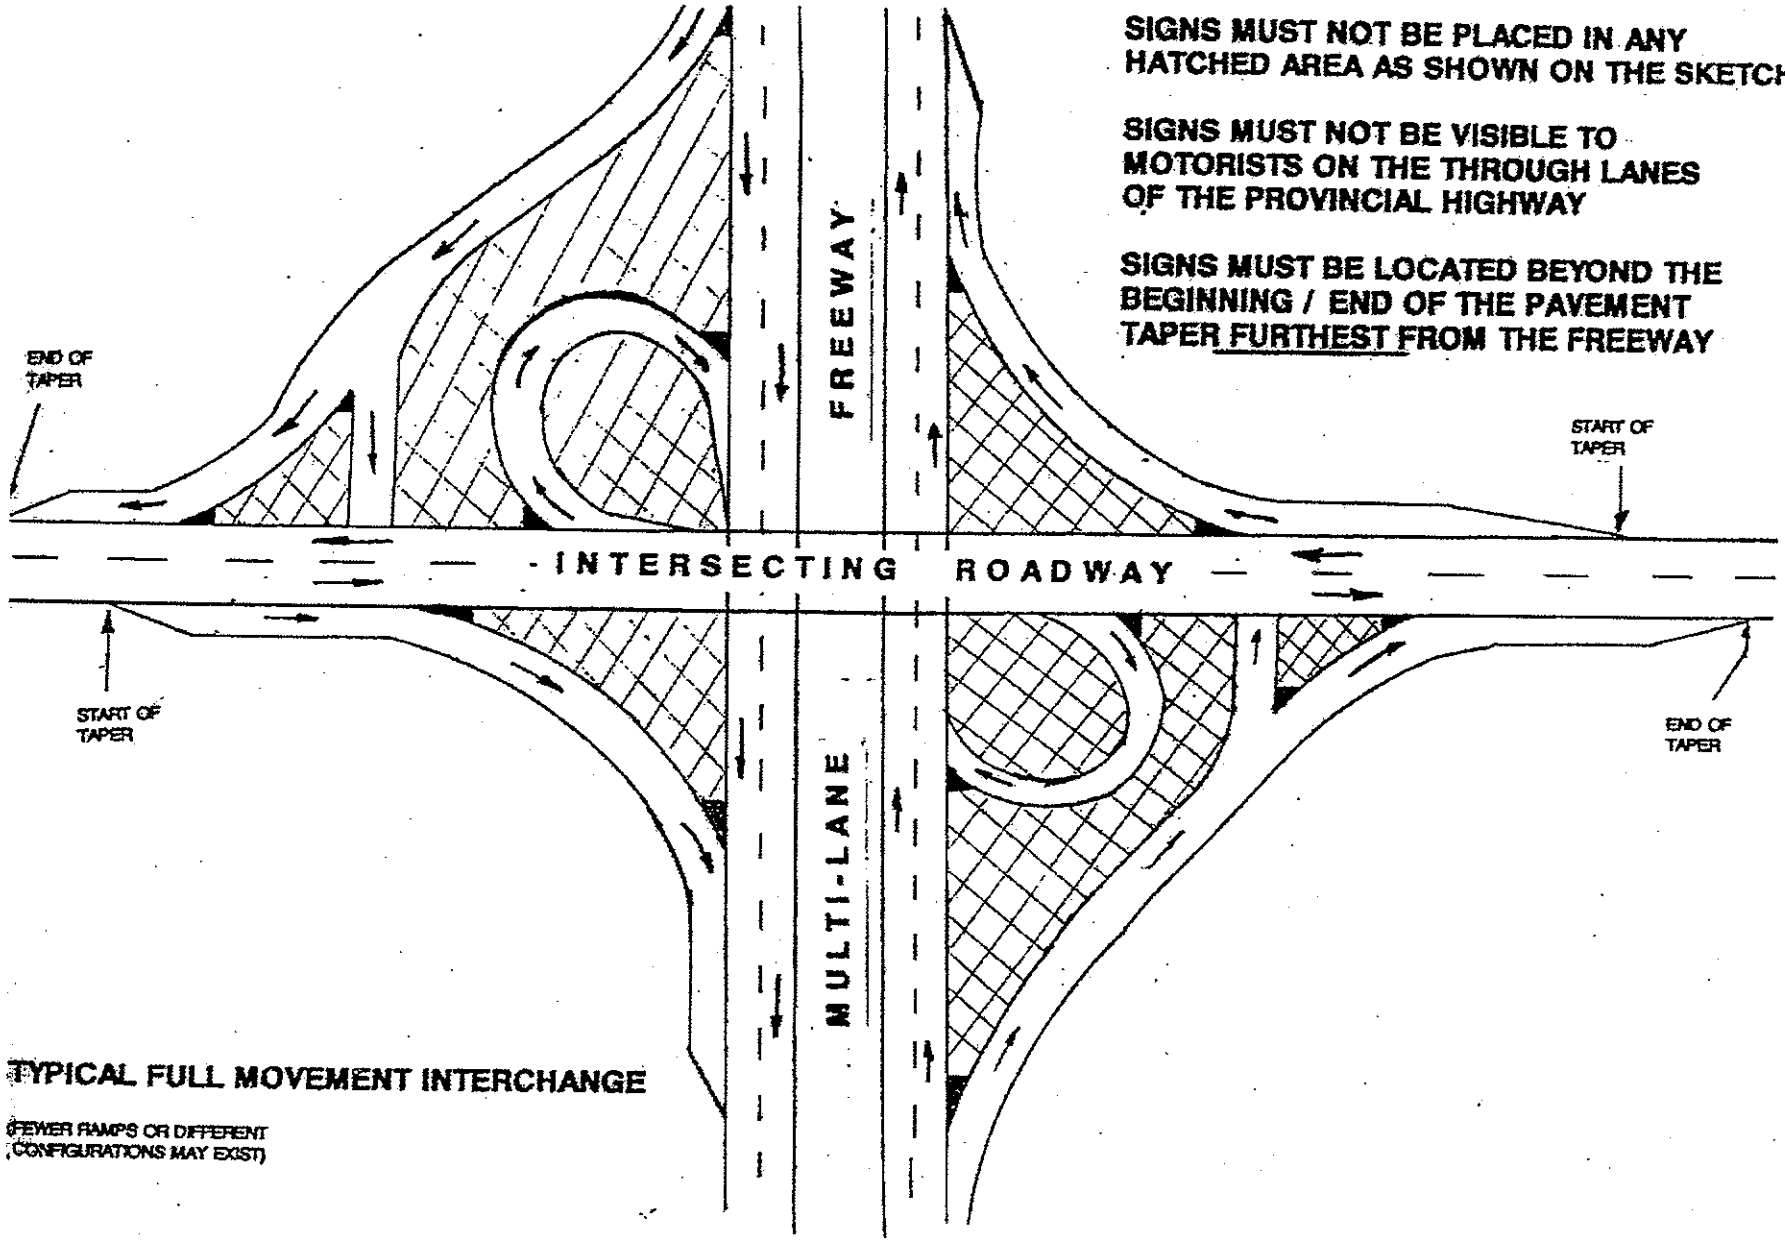 SIGNS MUST NOT BE PLACED IN ANY
HATCHED AREA AS SHOWN ON THE SKETCH
SIGNS MUST NOT BE VISIBLE TO
MOTORISTS ON THE THROUGH LANES
OF THE PROVINCIAL HIGHWAY
SIGNS MUST BE LOCATED BEYOND THE
BEGINNING / END OF THE PAVEMENT
TAPER FURTHEST FROM THE FREEWAY
FREEWAY
END OF
TAPER
START OF
TAPER
INTERSECTING ROADWAY
START OF
TAPER
END OF
TAPER
MULTI-LANE
TYPICAL FULL MOVEMENT INTERCHANGE
(FEWER RAMPS OR DIFFERENT
CONFIGURATIONS MAY EXIST)